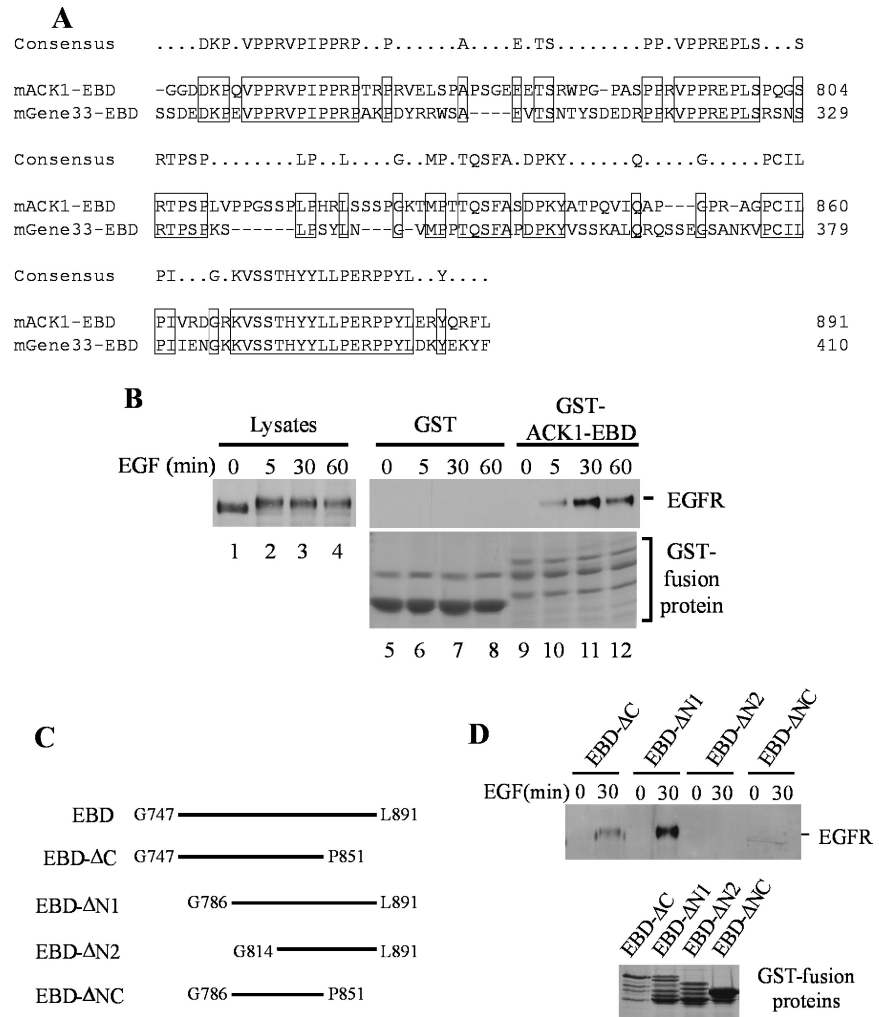 A
Consensus ....DKP.VPPRVPIPPRP..P......A....E.TS.........PP.VPPREPLS...S
mACK1-EBD -GGDDKPQVPPRVPIPPRPTRPRVELSPAPSGEEETSRWPG-PASPPRVPPREPLSPQGS 804
mGene33-EBD SSDEDKPEVPPRVPIPPRPAKPDYRRWSA----EVTSNTYSDEDRPPKVPPREPLSRSNS 329
Consensus RTPSP........LP..L....G..MP.TQSFA.DPKY......Q.....G.....PCIL
mACK1-EBD RTPSPLVPPGSSPLPHRLSSSPGKTMPTTQSFASDPKYATPQVIQAP---GPR-AGPCIL 860
mGene33-EBD RTPSPKS------LPSYLN---G-VMPPTQSFAPDPKYVSSKALQRQSSEGSANKVPCIL 379
Consensus PI...G.KVSSTHYYLLPERPPYL..Y....
mACK1-EBD PIVRDGRKVSSTHYYLLPERPPYLERYQRFL 891
mGene33-EBD PIIENGKKVSSTHYYLLPERPPYLDKYEKYF 410
B
Lysates GST GST-
ACK1-EBD
EGF (min) 0 5 30 60 0 5 30 60 0 5 30 60
EGFR
1 2 3 4
GST-
fusion
protein
5 6 7 8 9 10 11 12
C
EBD G747 L891
EBD-ΔC G747 P851
EBD-ΔN1 G786 L891
EBD-ΔN2 G814 L891
EBD-ΔNC G786 P851
D
EBD-ΔC EBD-ΔN1 EBD-ΔN2 EBD-ΔNC
EGF(min) 0 30 0 30 0 30 0 30
EGFR
EBD-ΔC EBD-ΔN1 EBD-ΔN2 EBD-ΔNC
GST-fusion
proteins